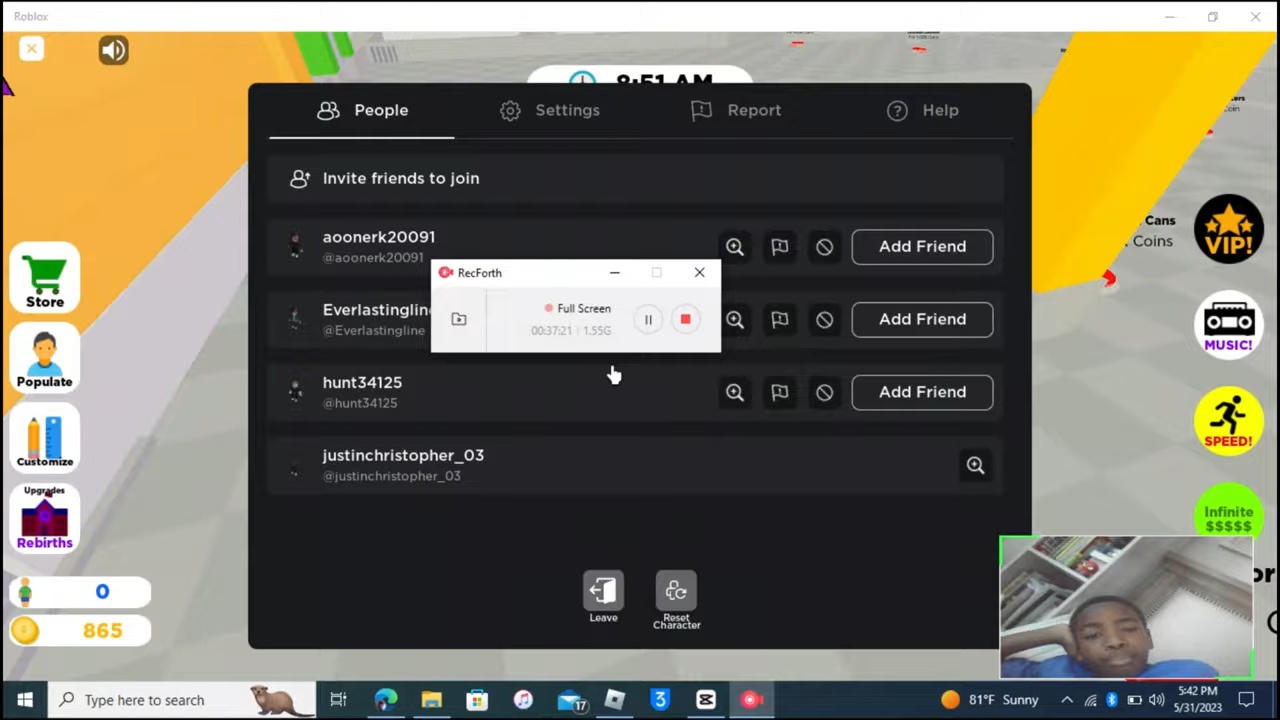 Roblox
8:51 AM
People
Settings
Report
Help
Invite friends to join
aoonerk20091
@aoonerk20091
Add Friend
RecForth
Everlastingline
@Everlastingline
Full Screen
00:37:21 | 1.55G
Add Friend
hunt34125
@hunt34125
Add Friend
justinchristopher_03
@justinchristopher_03
Leave
Reset
Character
Store
Populate
Customize
Upgrades
Rebirths
0
865
Cans
Coins
VIP!
MUSIC!
SPEED!
Infinite
$$$$$
Type here to search
17
3
81°F Sunny
5:42 PM
5/31/2023